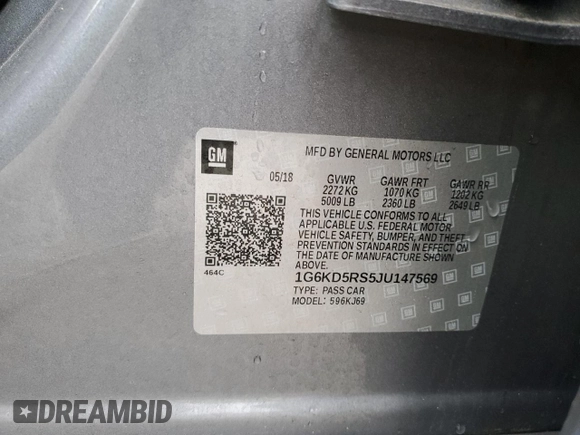 GM
MFD BY GENERAL MOTORS LLC
05/18
GVWR GAWR FRT GAWR RR
2272 KG 1070 KG 1202 KG
5009 LB 2360 LB 2649 LB
THIS VEHICLE CONFORMS TO ALL
APPLICABLE U.S. FEDERAL MOTOR
VEHICLE SAFETY, BUMPER, AND THEFT
PREVENTION STANDARDS IN EFFECT ON
THE DATE OF MANUFACTURE SHOWN
ABOVE.
464C
1G6KD5RS5JU147569
TYPE: PASS CAR
MODEL: 596KJ69
DREAMBID